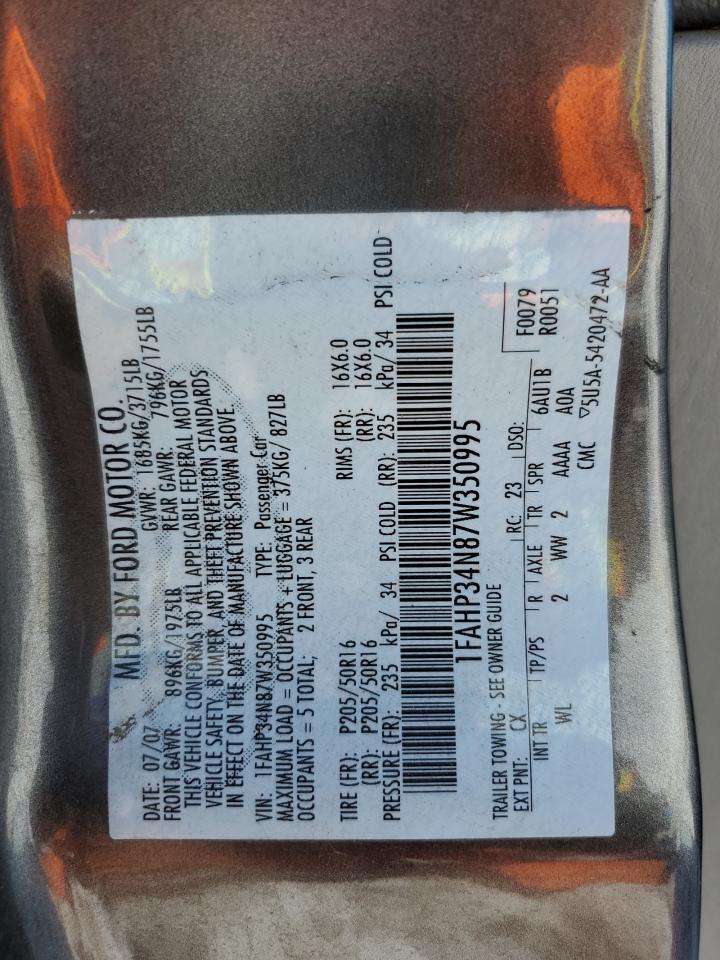 MFD. BY FORD MOTOR CO.
DATE: 07/07 GVWR: 1685KG/3715LB
FRONT GAWR: 896KG/1975LB REAR GAWR: 796KG/1755LB
THIS VEHICLE CONFORMS TO ALL APPLICABLE FEDERAL MOTOR
VEHICLE SAFETY, BUMPER, AND THEFT PREVENTION STANDARDS
IN EFFECT ON THE DATE OF MANUFACTURE SHOWN ABOVE.
VIN: 1FAHP34N87W350995 TYPE: Passenger Car
MAXIMUM LOAD = OCCUPANTS + LUGGAGE = 375KG/ 827LB
OCCUPANTS = 5 TOTAL; 2 FRONT, 3 REAR
TIRE (FR): P205/50R16 RIMS (FR): 16X6.0
(RR): P205/50R16 (RR): 16X6.0
PRESSURE (FR): 235 kPa/ 34 PSI COLD (RR): 235 kPa/ 34 PSI COLD
1FAHP34N87W350995
TRAILER TOWING - SEE OWNER GUIDE F0079
EXT PNT: CX RC: 23 DSO: R0051
INT TR TP/PS R AXLE TR SPR 6AU1B
WL 2 WW 2 AAAA A0A
CMC ▽5U5A-5420472-AA